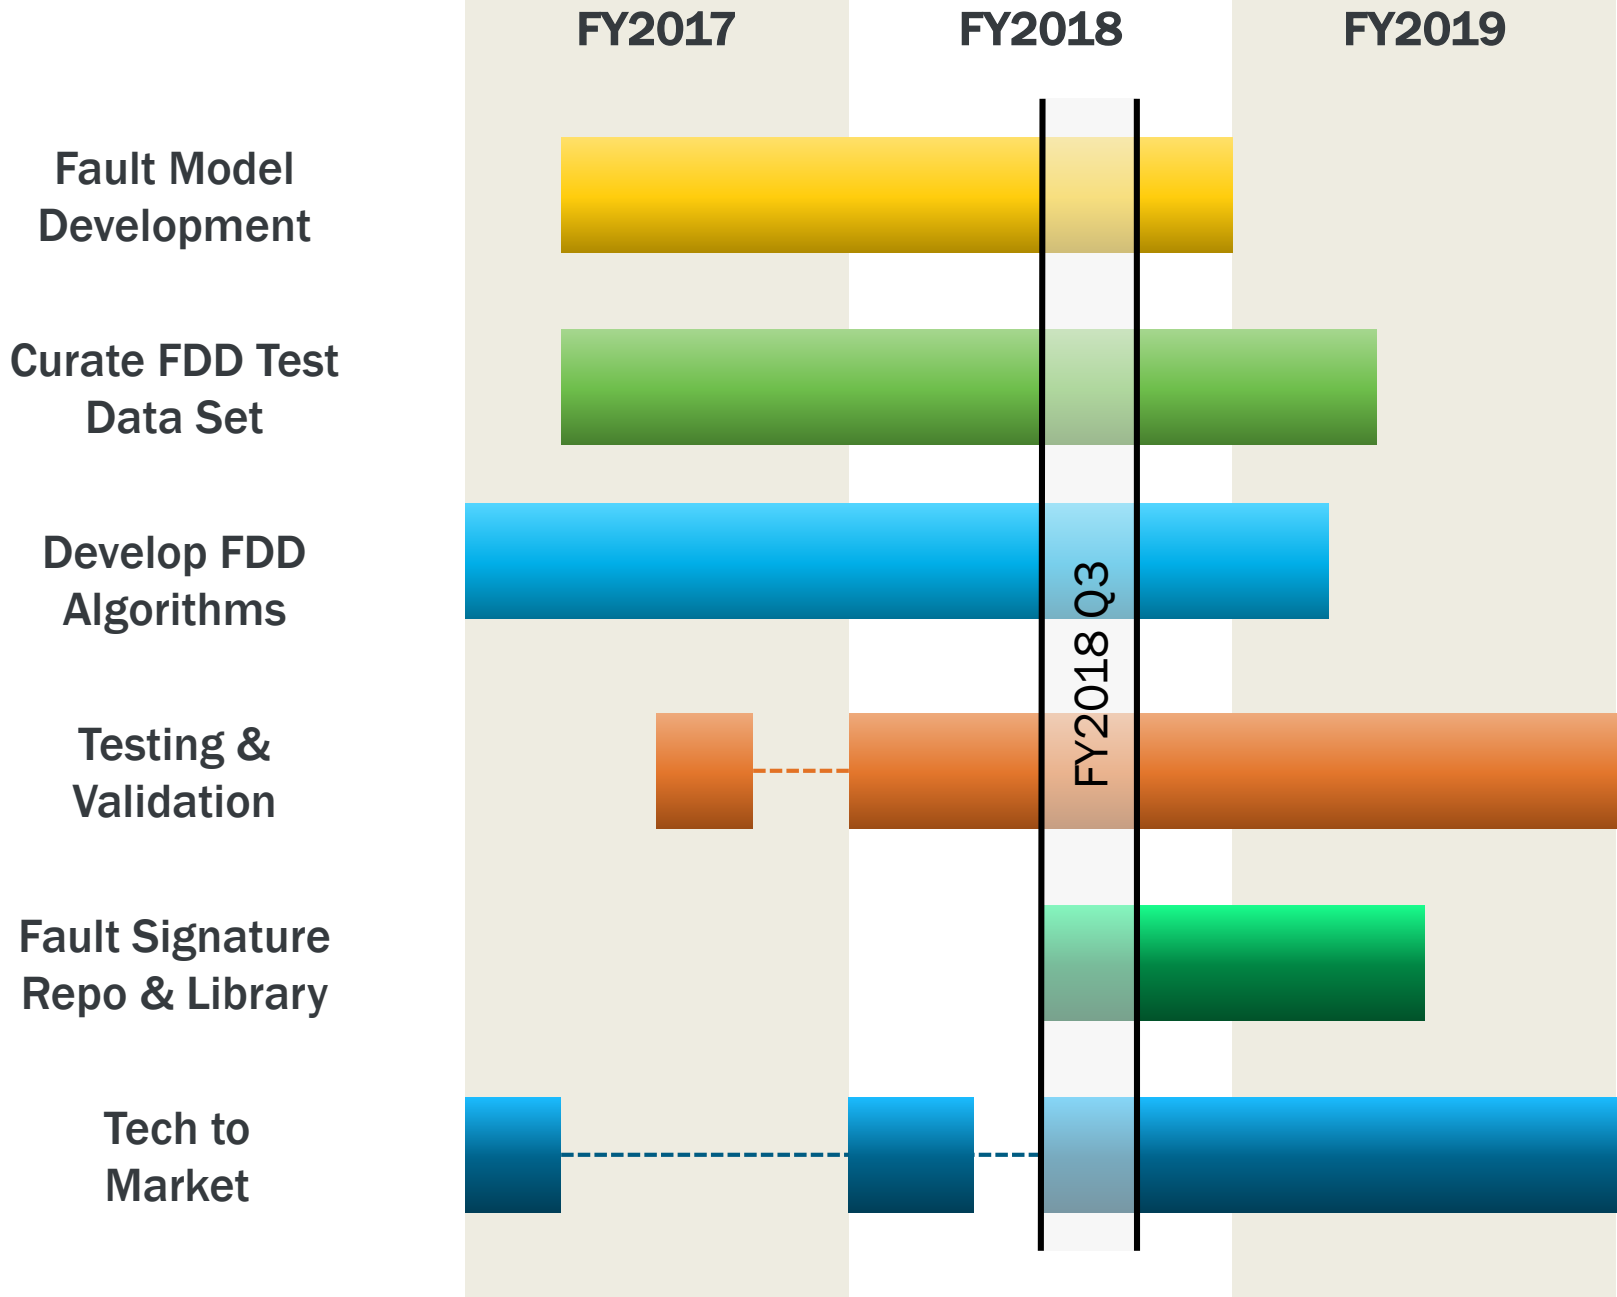 FY2017 FY2018 FY2019
Fault Model
Development
Curate FDD Test
Data Set
Develop FDD
Algorithms
Testing &
Validation
Fault Signature
Repo & Library
Tech to
Market
FY2018 Q3